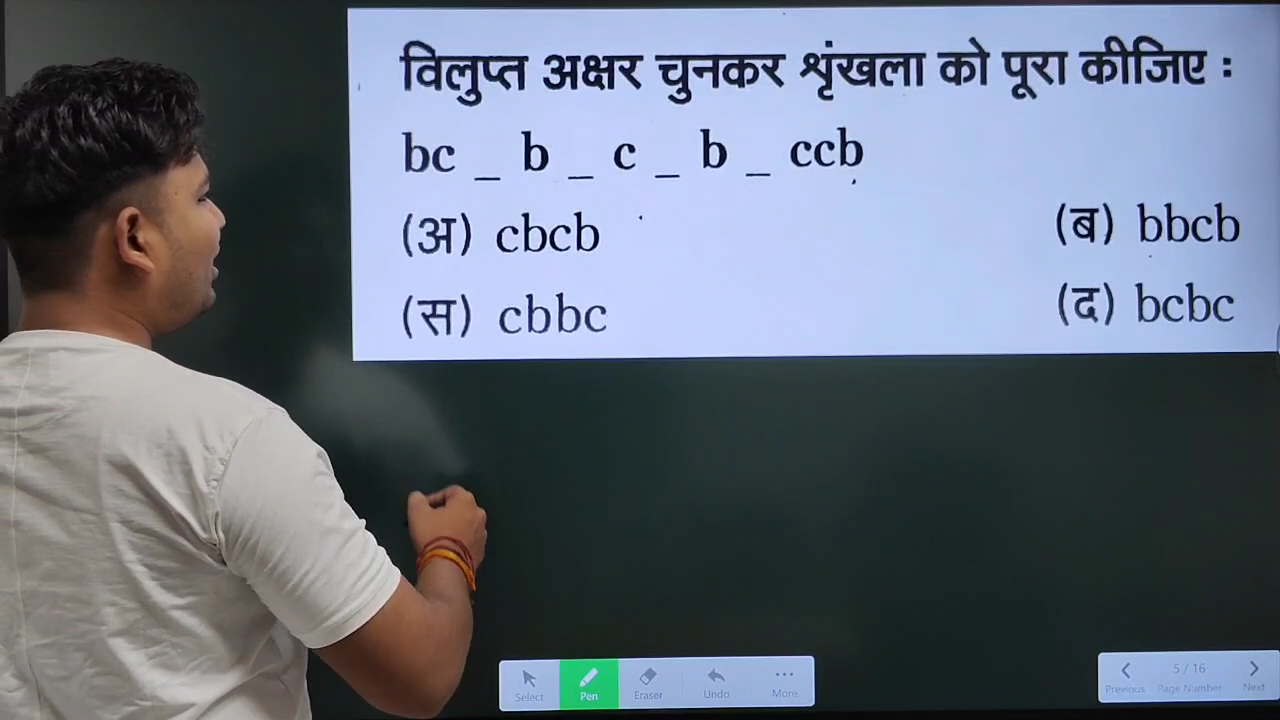 विलुप्त अक्षर चुनकर शृंखला को पूरा कीजिए :
bc _ b _ c _ b _ ccb
(अ) cbcb (ब) bbcb
(स) cbbc (द) bcbc
Select Pen Eraser Undo More
5 / 16
Previous Page Number Next